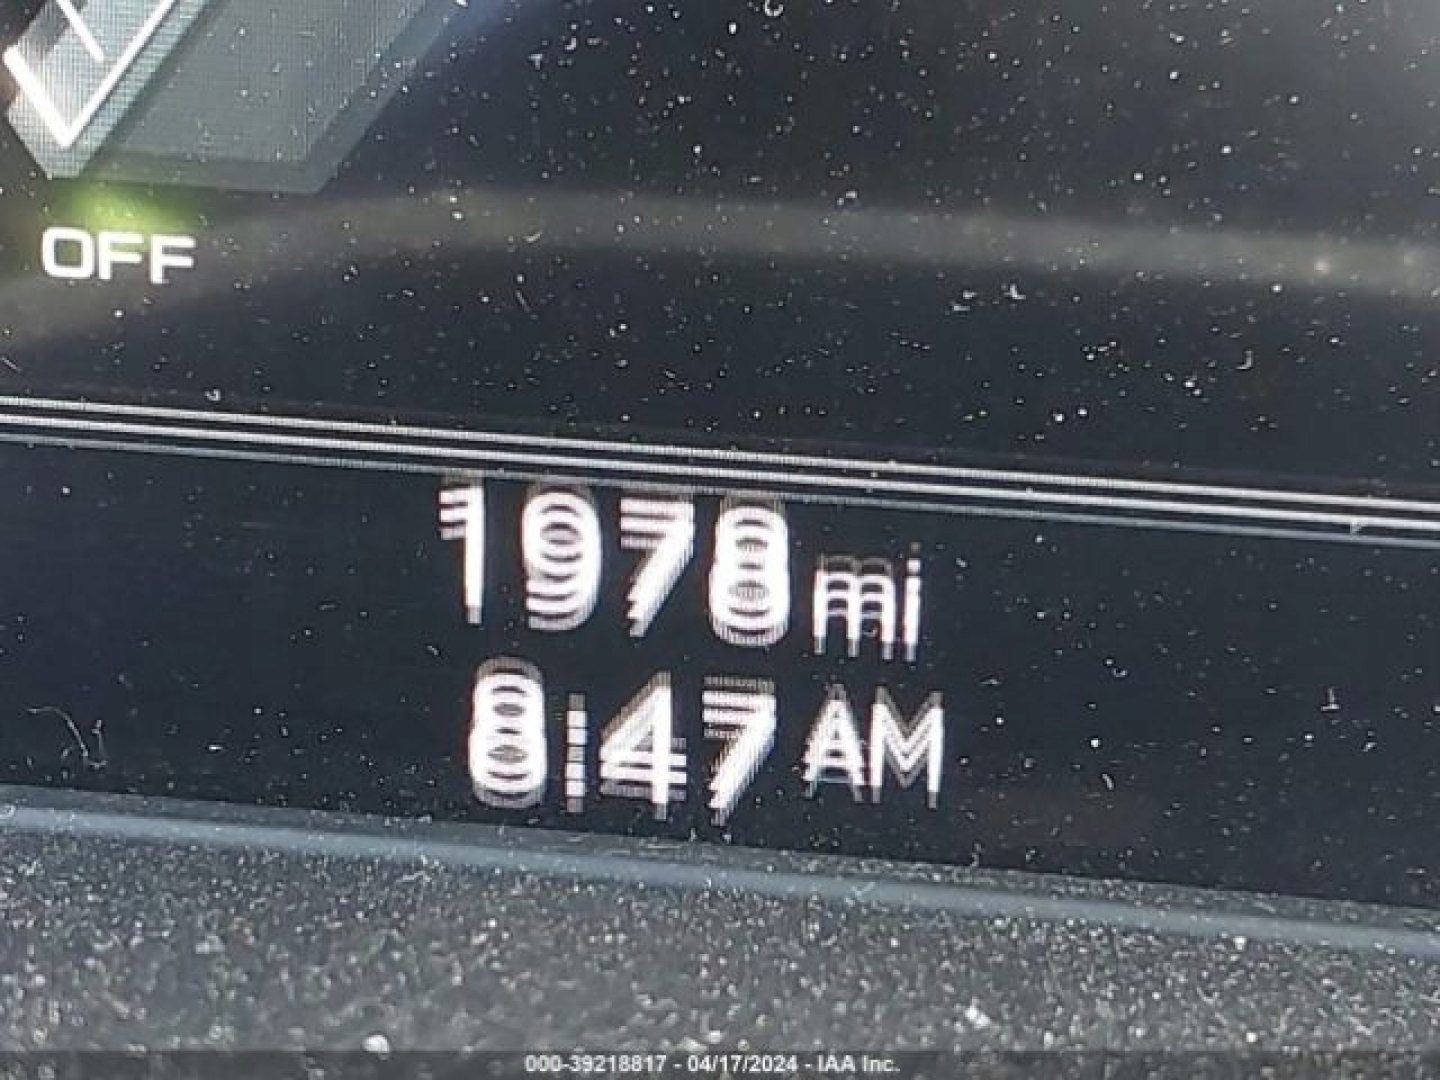 OFF
1978 mi
8:47 AM
000-39218817 - 04/17/2024 - IAA Inc.